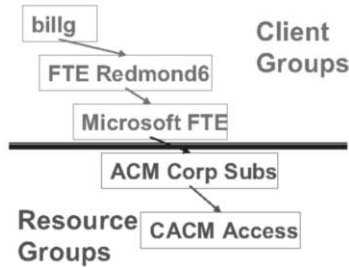 billg
Client
Groups
FTE Redmond6
Microsoft FTE
ACM Corp Subs
Resource
Groups
CACM Access